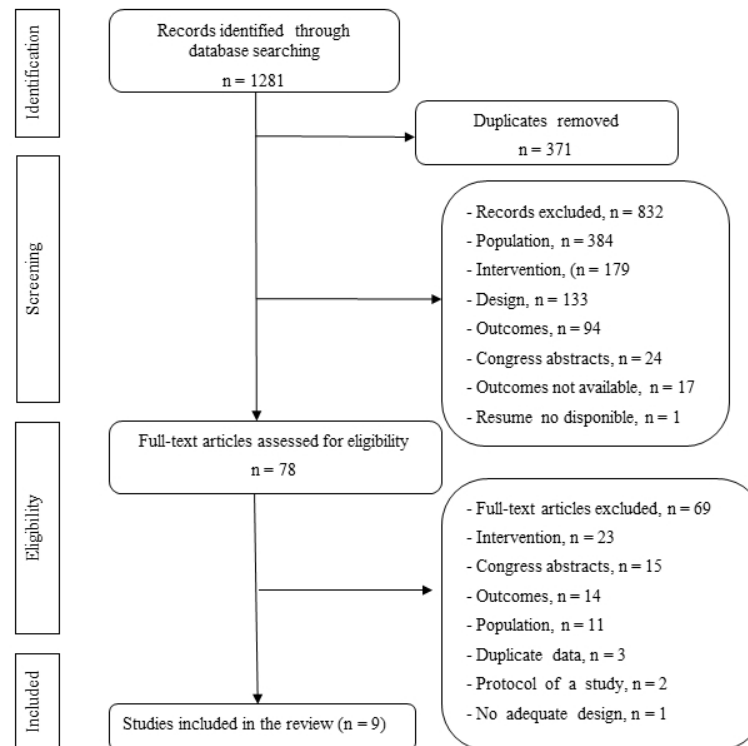 Identification
Records identified through
database searching
n = 1281
Duplicates removed
n = 371
Screening
- Records excluded, n = 832
- Population, n = 384
- Intervention, (n = 179
- Design, n = 133
- Outcomes, n = 94
- Congress abstracts, n = 24
- Outcomes not available, n = 17
- Resume no disponible, n = 1
Eligibility
Full-text articles assessed for eligibility
n = 78
- Full-text articles excluded, n = 69
- Intervention, n = 23
- Congress abstracts, n = 15
- Outcomes, n = 14
- Population, n = 11
- Duplicate data, n = 3
- Protocol of a study, n = 2
- No adequate design, n = 1
Included
Studies included in the review (n = 9)